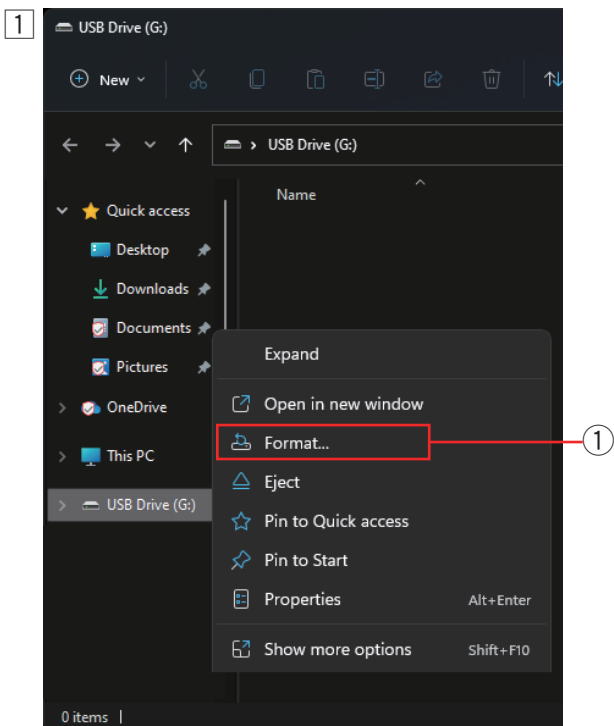 1
USB Drive (G:)
New
USB Drive (G:)
Name
Quick access
Desktop
Downloads
Documents
Pictures
OneDrive
This PC
USB Drive (G:)
Expand
Open in new window
Format...
1
Eject
Pin to Quick access
Pin to Start
Properties Alt+Enter
Show more options Shift+F10
0 items